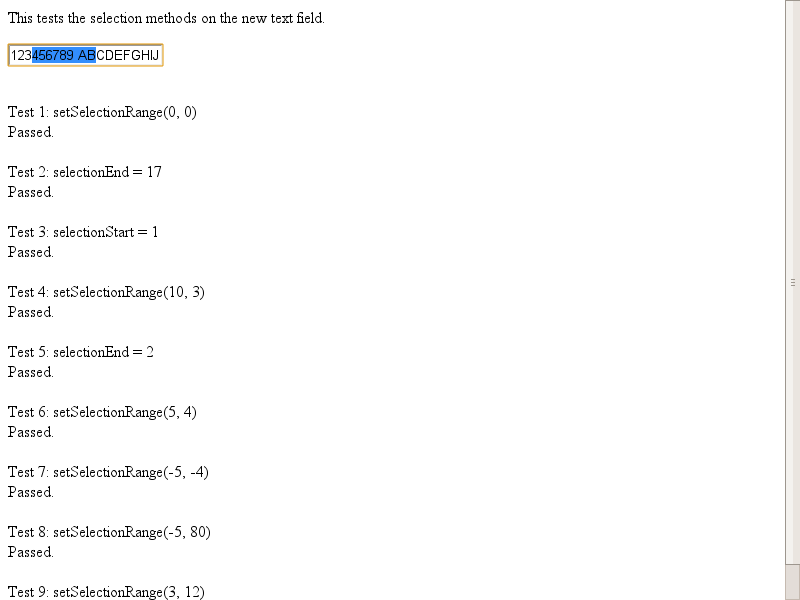 This tests the selection methods on the new text field.
123456789 ABCDEFGHIJ
Test 1: setSelectionRange(0, 0)
Passed.
Test 2: selectionEnd = 17
Passed.
Test 3: selectionStart = 1
Passed.
Test 4: setSelectionRange(10, 3)
Passed.
Test 5: selectionEnd = 2
Passed.
Test 6: setSelectionRange(5, 4)
Passed.
Test 7: setSelectionRange(-5, -4)
Passed.
Test 8: setSelectionRange(-5, 80)
Passed.
Test 9: setSelectionRange(3, 12)